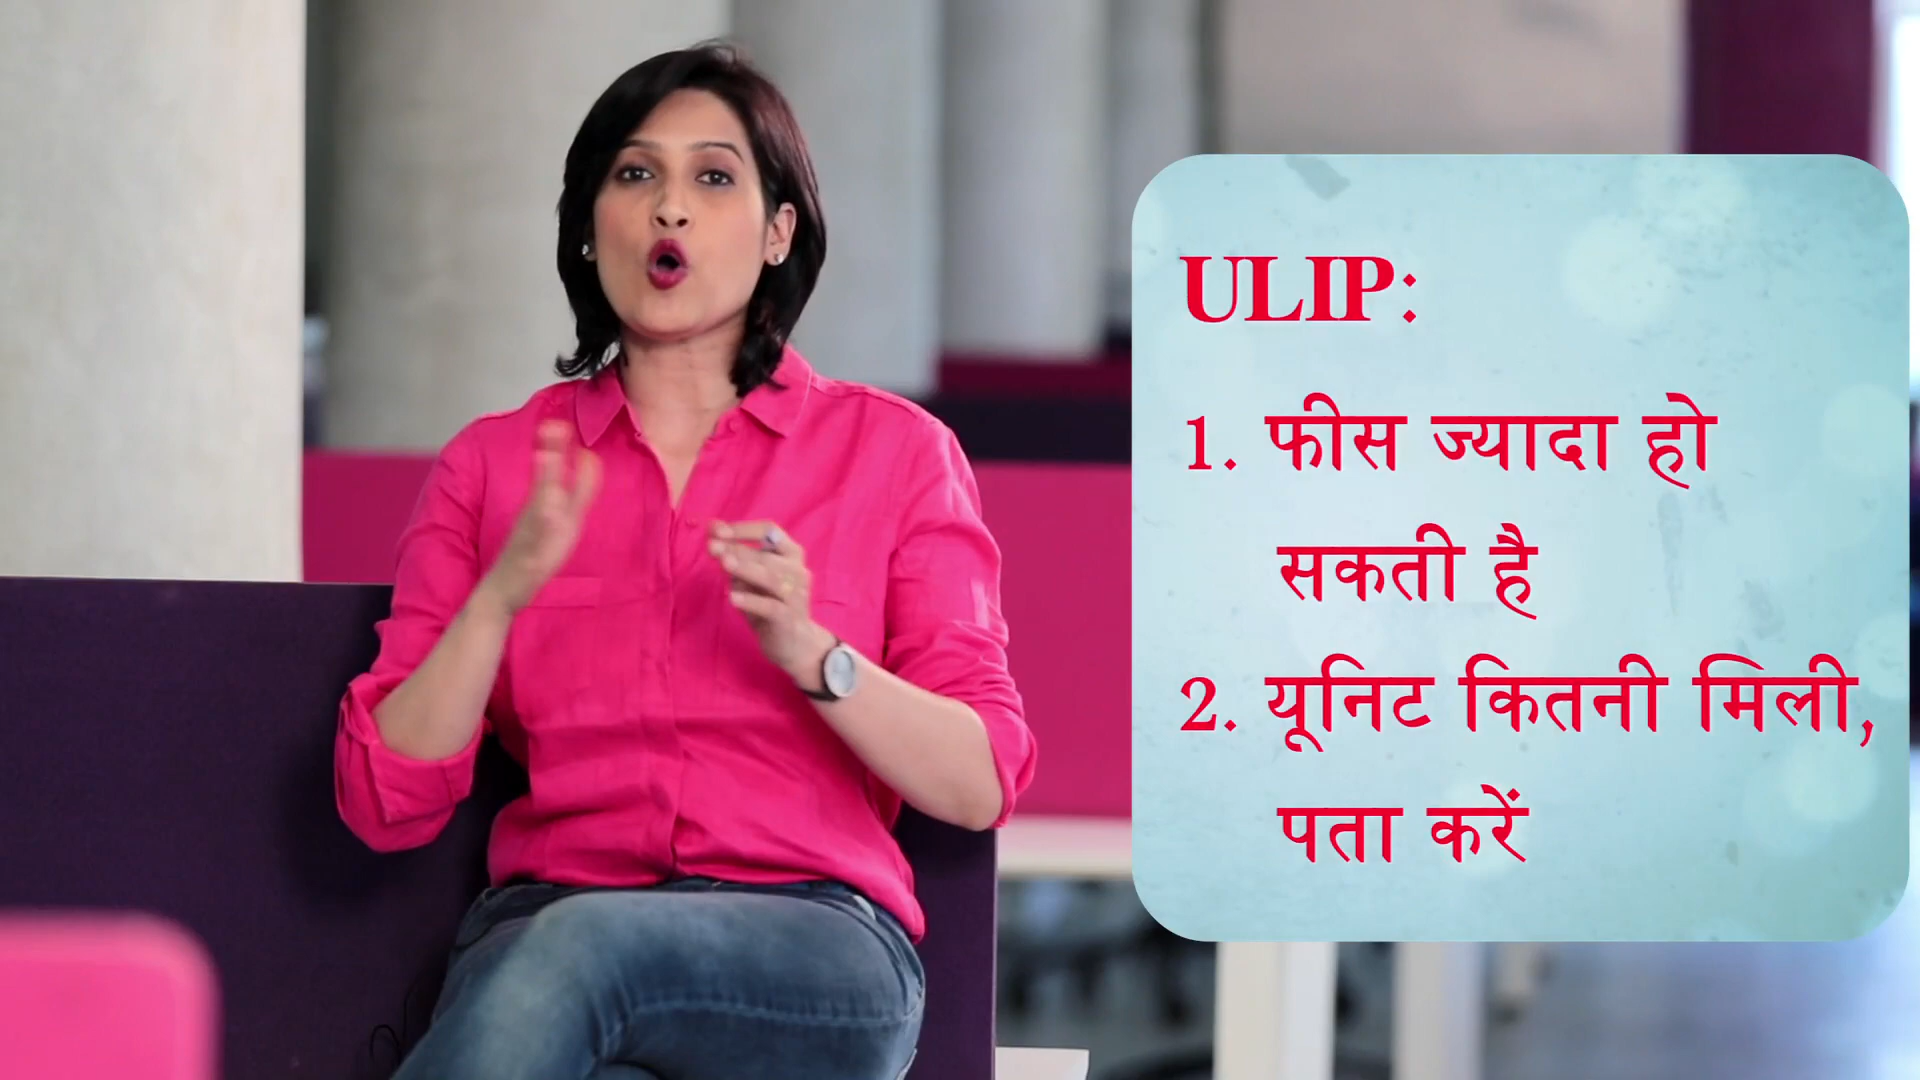 ULIP:
1. फीस ज्यादा हो
सकती है
2. यूनिट कितनी मिली,
पता करें